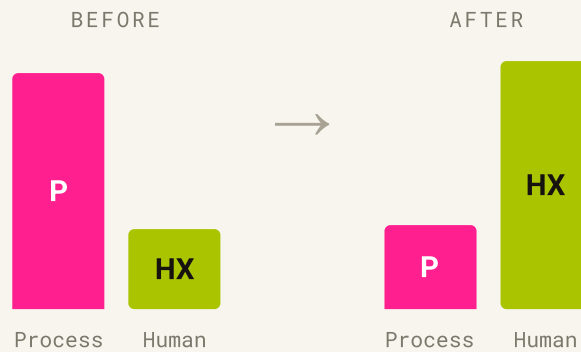 BEFORE
AFTER
P
HX
P
HX
Process
Human
Process
Human